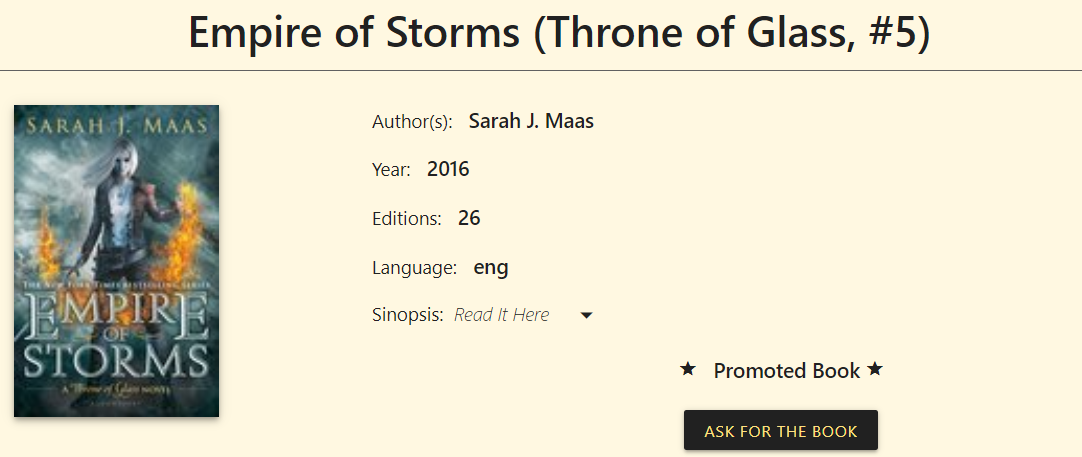 Empire of Storms (Throne of Glass, #5)
SARAH J. MAAS
THE NEW YORK TIMES BESTSELLING SERIES
EMPIRE
OF
STORMS
A Throne of Glass NOVEL
BLOOMSBURY
Author(s): Sarah J. Maas
Year: 2016
Editions: 26
Language: eng
Sinopsis: Read It Here
★ Promoted Book ★
ASK FOR THE BOOK